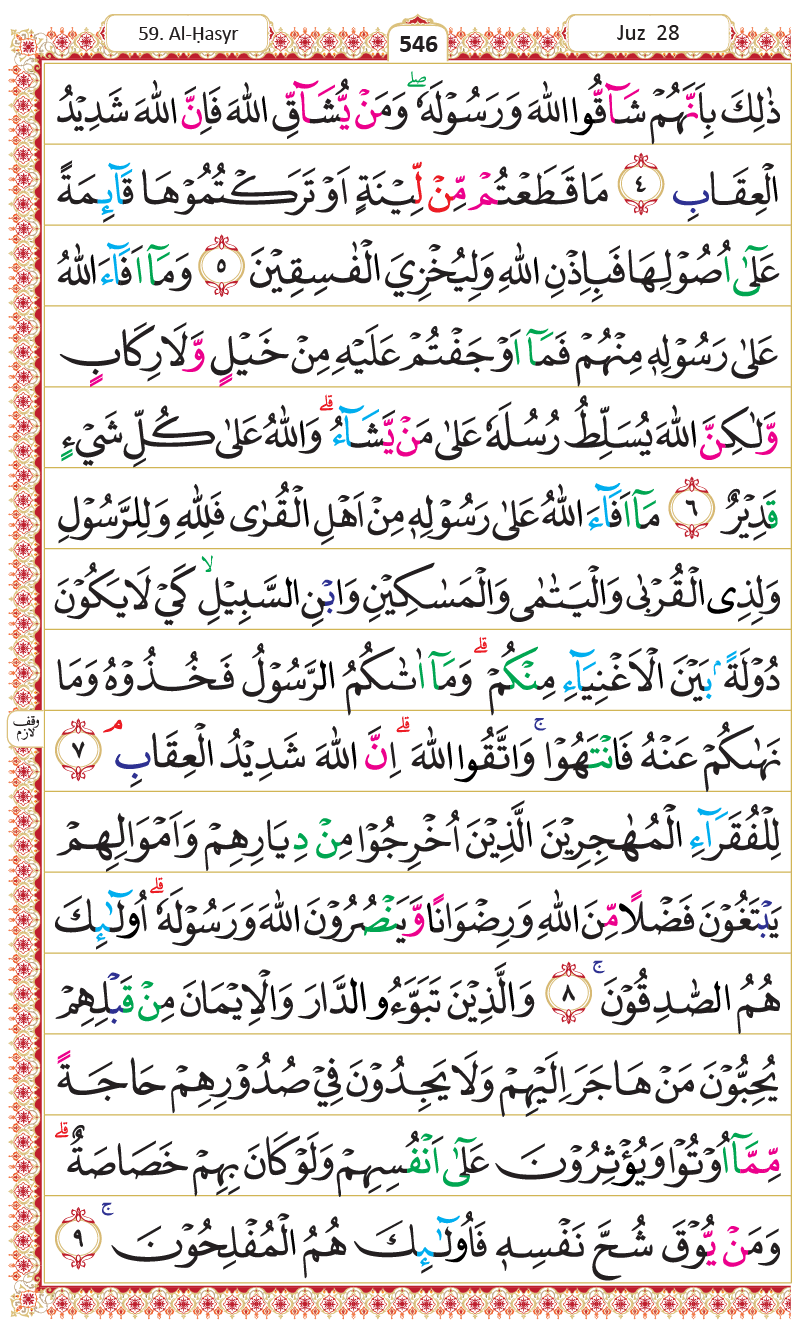 59. Al-Ḥasyr
546
Juz 28
ذٰلِكَ بِاَنَّهُمْ شَاۤقُّوا اللّٰهَ وَرَسُوْلَهٗ ۖوَمَنْ يُّشَاۤقِّ اللّٰهَ فَاِنَّ اللّٰهَ شَدِيْدُ
الْعِقَابِ ٤ مَا قَطَعْتُمْ مِّنْ لِّيْنَةٍ اَوْ تَرَكْتُمُوْهَا قَاۤىِٕمَةً
عَلٰٓى اُصُوْلِهَا فَبِاِذْنِ اللّٰهِ وَلِيُخْزِيَ الْفٰسِقِيْنَ ٥ وَمَآ اَفَاۤءَ اللّٰهُ
عَلٰى رَسُوْلِهٖ مِنْهُمْ فَمَآ اَوْجَفْتُمْ عَلَيْهِ مِنْ خَيْلٍ وَّلَا رِكَابٍ
وَّلٰكِنَّ اللّٰهَ يُسَلِّطُ رُسُلَهٗ عَلٰى مَنْ يَّشَاۤءُ ۗوَاللّٰهُ عَلٰى كُلِّ شَيْءٍ
قَدِيْرٌ ٦ مَآ اَفَاۤءَ اللّٰهُ عَلٰى رَسُوْلِهٖ مِنْ اَهْلِ الْقُرٰى فَلِلّٰهِ وَلِلرَّسُوْلِ
وَلِذِى الْقُرْبٰى وَالْيَتٰمٰى وَالْمَسٰكِيْنِ وَابْنِ السَّبِيْلِۙ كَيْ لَا يَكُوْنَ
دُوْلَةً ۢ بَيْنَ الْاَغْنِيَاۤءِ مِنْكُمْۗ وَمَآ اٰتٰىكُمُ الرَّسُوْلُ فَخُذُوْهُ وَمَا
نَهٰىكُمْ عَنْهُ فَانْتَهُوْاۚ وَاتَّقُوا اللّٰهَ ۗاِنَّ اللّٰهَ شَدِيْدُ الْعِقَابِۘ ٧
وقف لازم
لِلْفُقَرَاۤءِ الْمُهٰجِرِيْنَ الَّذِيْنَ اُخْرِجُوْا مِنْ دِيَارِهِمْ وَاَمْوَالِهِمْ
يَبْتَغُوْنَ فَضْلًا مِّنَ اللّٰهِ وَرِضْوَانًا وَّيَنْصُرُوْنَ اللّٰهَ وَرَسُوْلَهٗ ۗاُولٰۤىِٕكَ
هُمُ الصّٰدِقُوْنَۚ ٨ وَالَّذِيْنَ تَبَوَّءُو الدَّارَ وَالْاِيْمَانَ مِنْ قَبْلِهِمْ
يُحِبُّوْنَ مَنْ هَاجَرَ اِلَيْهِمْ وَلَا يَجِدُوْنَ فِيْ صُدُوْرِهِمْ حَاجَةً
مِّمَّآ اُوْتُوْا وَيُؤْثِرُوْنَ عَلٰٓى اَنْفُسِهِمْ وَلَوْ كَانَ بِهِمْ خَصَاصَةٌ ۗ
وَمَنْ يُّوْقَ شُحَّ نَفْسِهٖ فَاُولٰۤىِٕكَ هُمُ الْمُفْلِحُوْنَۚ ٩